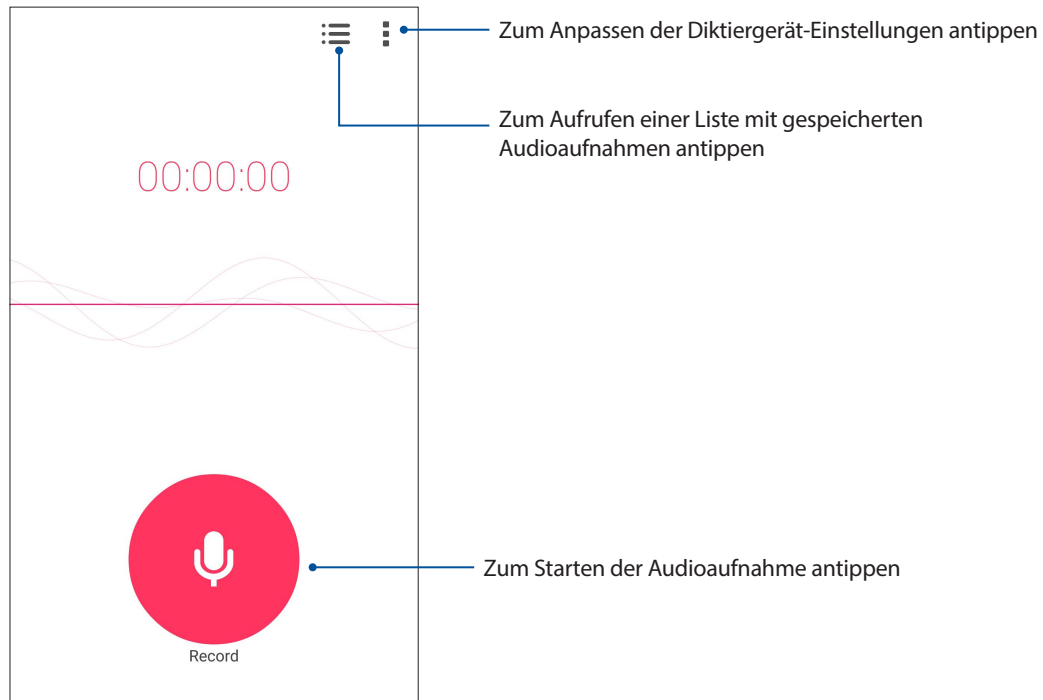 Zum Anpassen der Diktiergerät-Einstellungen antippen
Zum Aufrufen einer Liste mit gespeicherten
Audioaufnahmen antippen
00:00:00
Zum Starten der Audioaufnahme antippen
Record